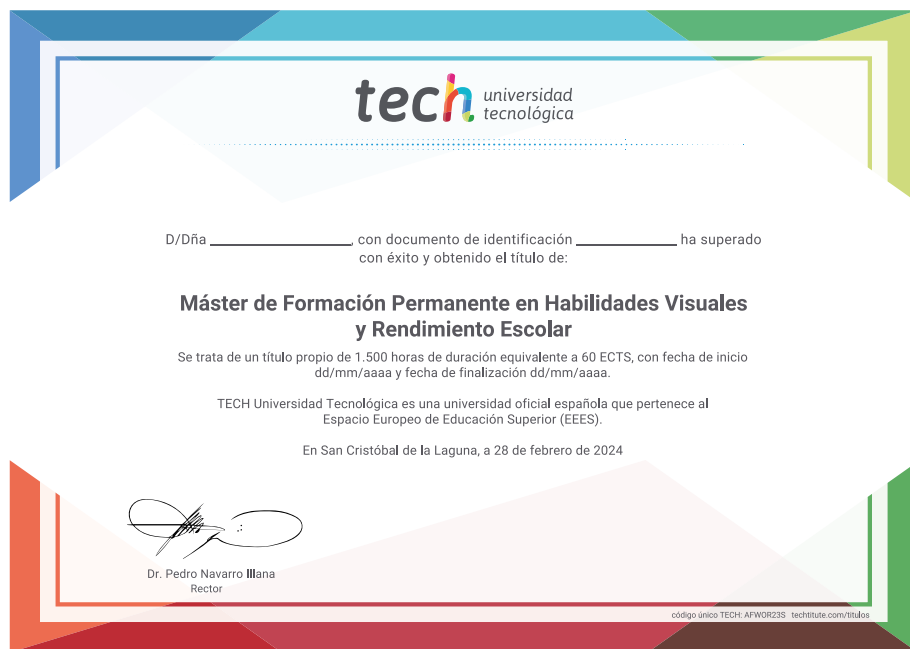 tech universidad
tecnológica
D/Dña ______________, con documento de identificación __________ ha superado
con éxito y obtenido el título de:
Máster de Formación Permanente en Habilidades Visuales
y Rendimiento Escolar
Se trata de un título propio de 1.500 horas de duración equivalente a 60 ECTS, con fecha de inicio
dd/mm/aaaa y fecha de finalización dd/mm/aaaa.
TECH Universidad Tecnológica es una universidad oficial española que pertenece al
Espacio Europeo de Educación Superior (EEES).
En San Cristóbal de la Laguna, a 28 de febrero de 2024
Dr. Pedro Navarro Illana
Rector
código único TECH: AFWOR23S techtitute.com/titulos